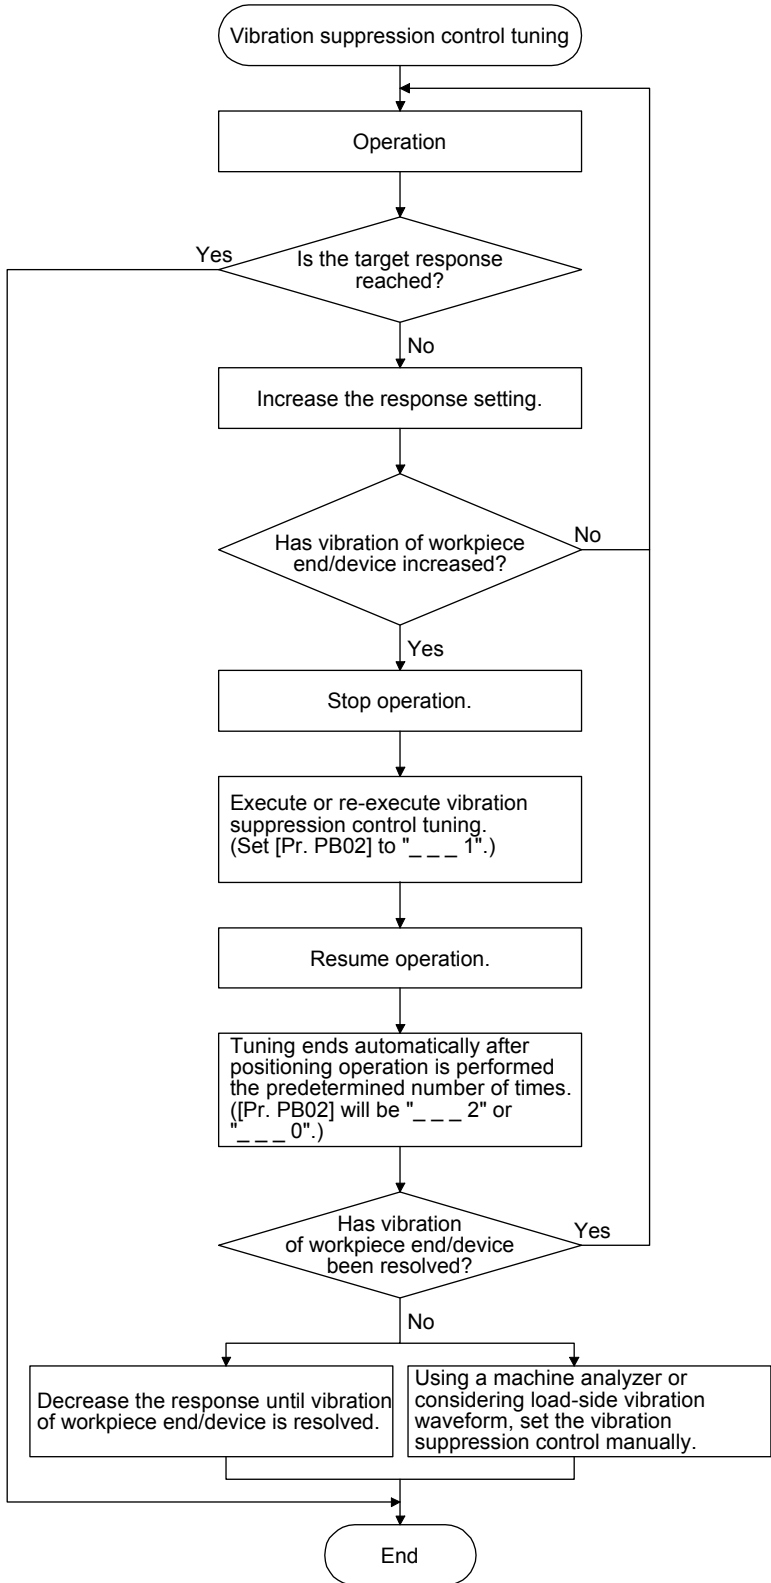 Vibration suppression control tuning
Operation
Yes
Is the target response
reached?
No
Increase the response setting.
Has vibration of workpiece
end/device increased?
No
Yes
Stop operation.
Execute or re-execute vibration
suppression control tuning.
(Set [Pr. PB02] to "_ _ _ 1".)
Resume operation.
Tuning ends automatically after
positioning operation is performed
the predetermined number of times.
([Pr. PB02] will be "_ _ _ 2" or
"_ _ _ 0".)
Has vibration
of workpiece end/device
been resolved?
Yes
No
Decrease the response until vibration
of workpiece end/device is resolved.
Using a machine analyzer or
considering load-side vibration
waveform, set the vibration
suppression control manually.
End